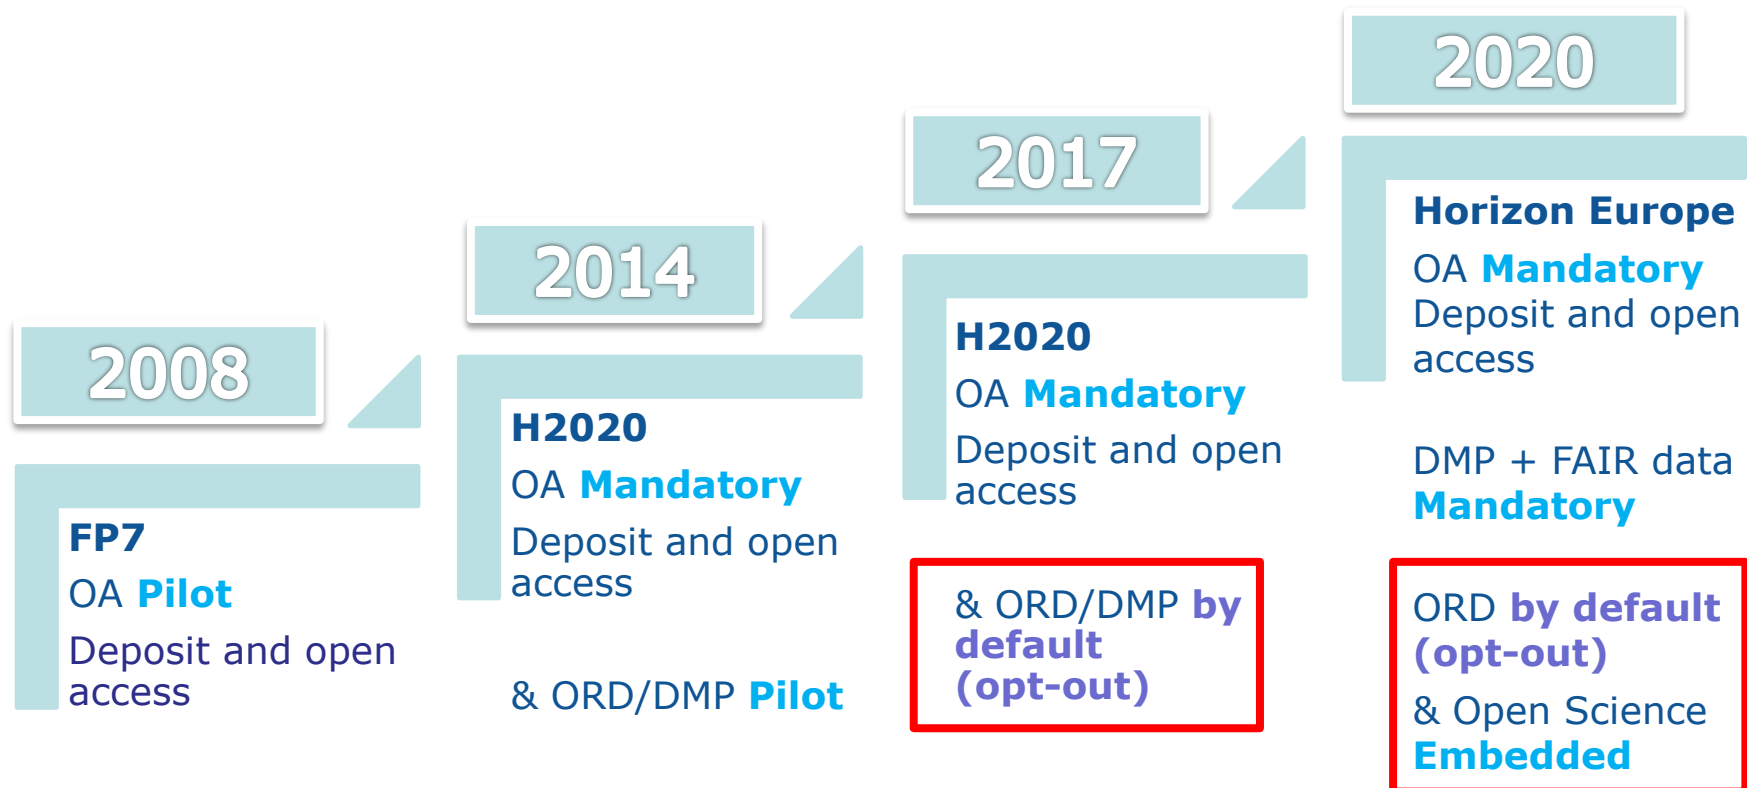 2008
FP7
OA Pilot
Deposit and open
access
2014
H2020
OA Mandatory
Deposit and open
access
& ORD/DMP Pilot
2017
H2020
OA Mandatory
Deposit and open
access
& ORD/DMP by
default
(opt-out)
2020
Horizon Europe
OA Mandatory
Deposit and open
access
DMP + FAIR data
Mandatory
ORD by default
(opt-out)
& Open Science
Embedded